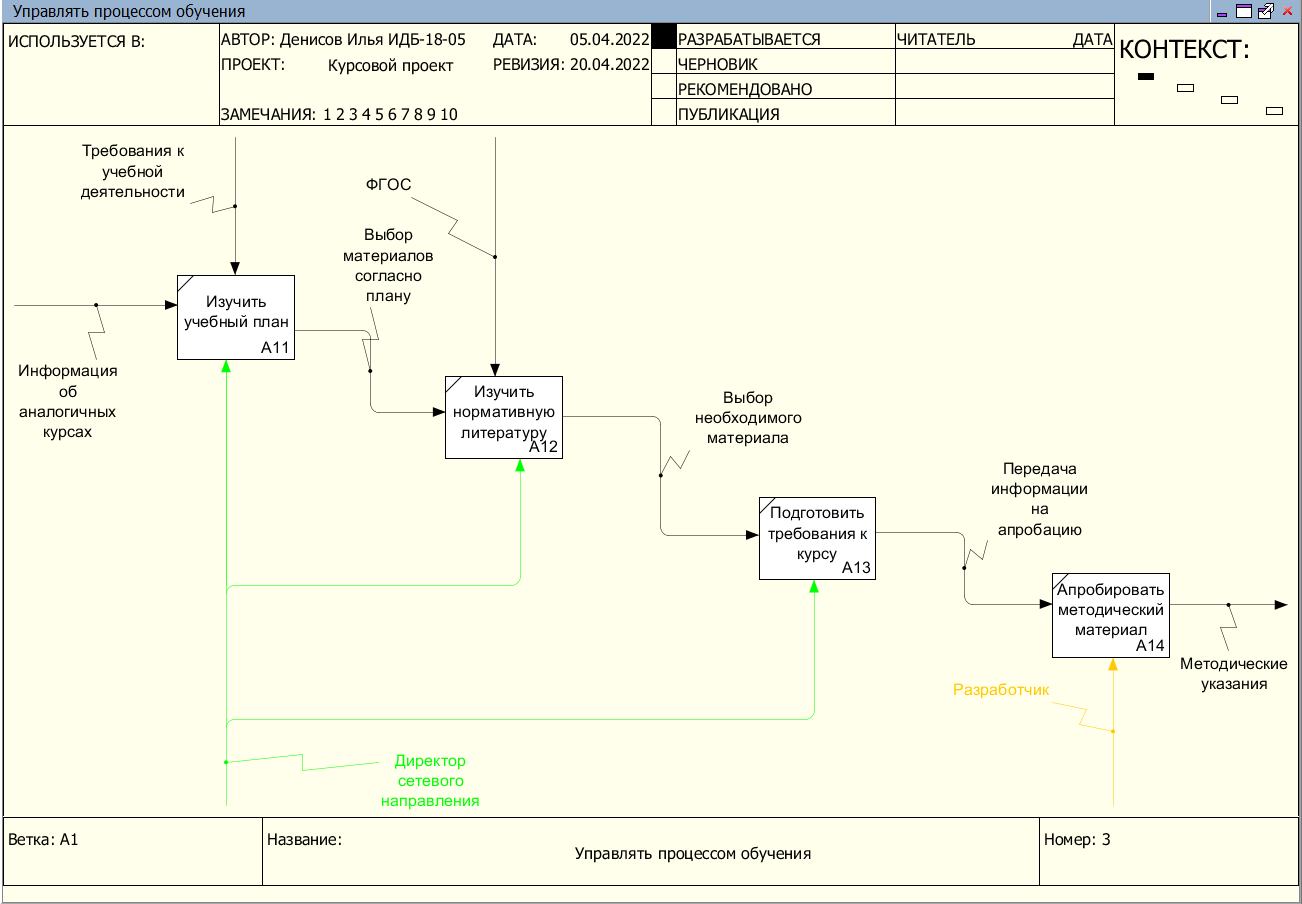 Управлять процессом обучения
ИСПОЛЬЗУЕТСЯ В:
АВТОР: Денисов Илья ИДБ-18-05
ДАТА: 05.04.2022
ПРОЕКТ: Курсовой проект
РЕВИЗИЯ: 20.04.2022
ЗАМЕЧАНИЯ: 1 2 3 4 5 6 7 8 9 10
РАЗРАБАТЫВАЕТСЯ
ЧЕРНОВИК
РЕКОМЕНДОВАНО
ПУБЛИКАЦИЯ
ЧИТАТЕЛЬ
ДАТА
КОНТЕКСТ:
Требования к
учебной
деятельности
ФГОС
Выбор
материалов
согласно
плану
Изучить
учебный план
A11
Информация
об
аналогичных
курсах
Изучить
нормативную
литературу
A12
Выбор
необходимого
материала
Подготовить
требования к
курсу
A13
Передача
информации
на
апробацию
Апробировать
методический
материал
A14
Методические
указания
Разработчик
Директор
сетевого
направления
Ветка: A1
Название:
Управлять процессом обучения
Номер: 3